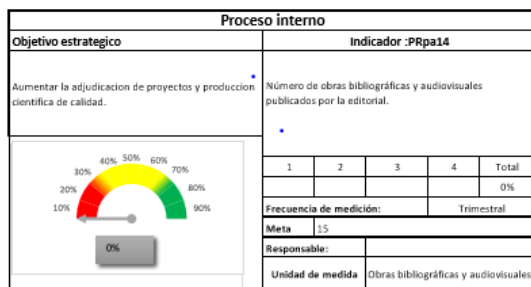 Proceso interno
Objetivo estrategico
Indicador :PRpa14
Aumentar la adjudicacion de proyectos y produccion
cientifica de calidad.
Número de obras bibliográficas y audiovisuales
publicados por la editorial.
1 2 3 4 Total
0%
10% 20% 30% 40% 50% 60% 70% 80% 90%
0%
Frecuencia de medición: Trimestral
Meta 15
Responsable:
Unidad de medida Obras bibliográficas y audiovisuales